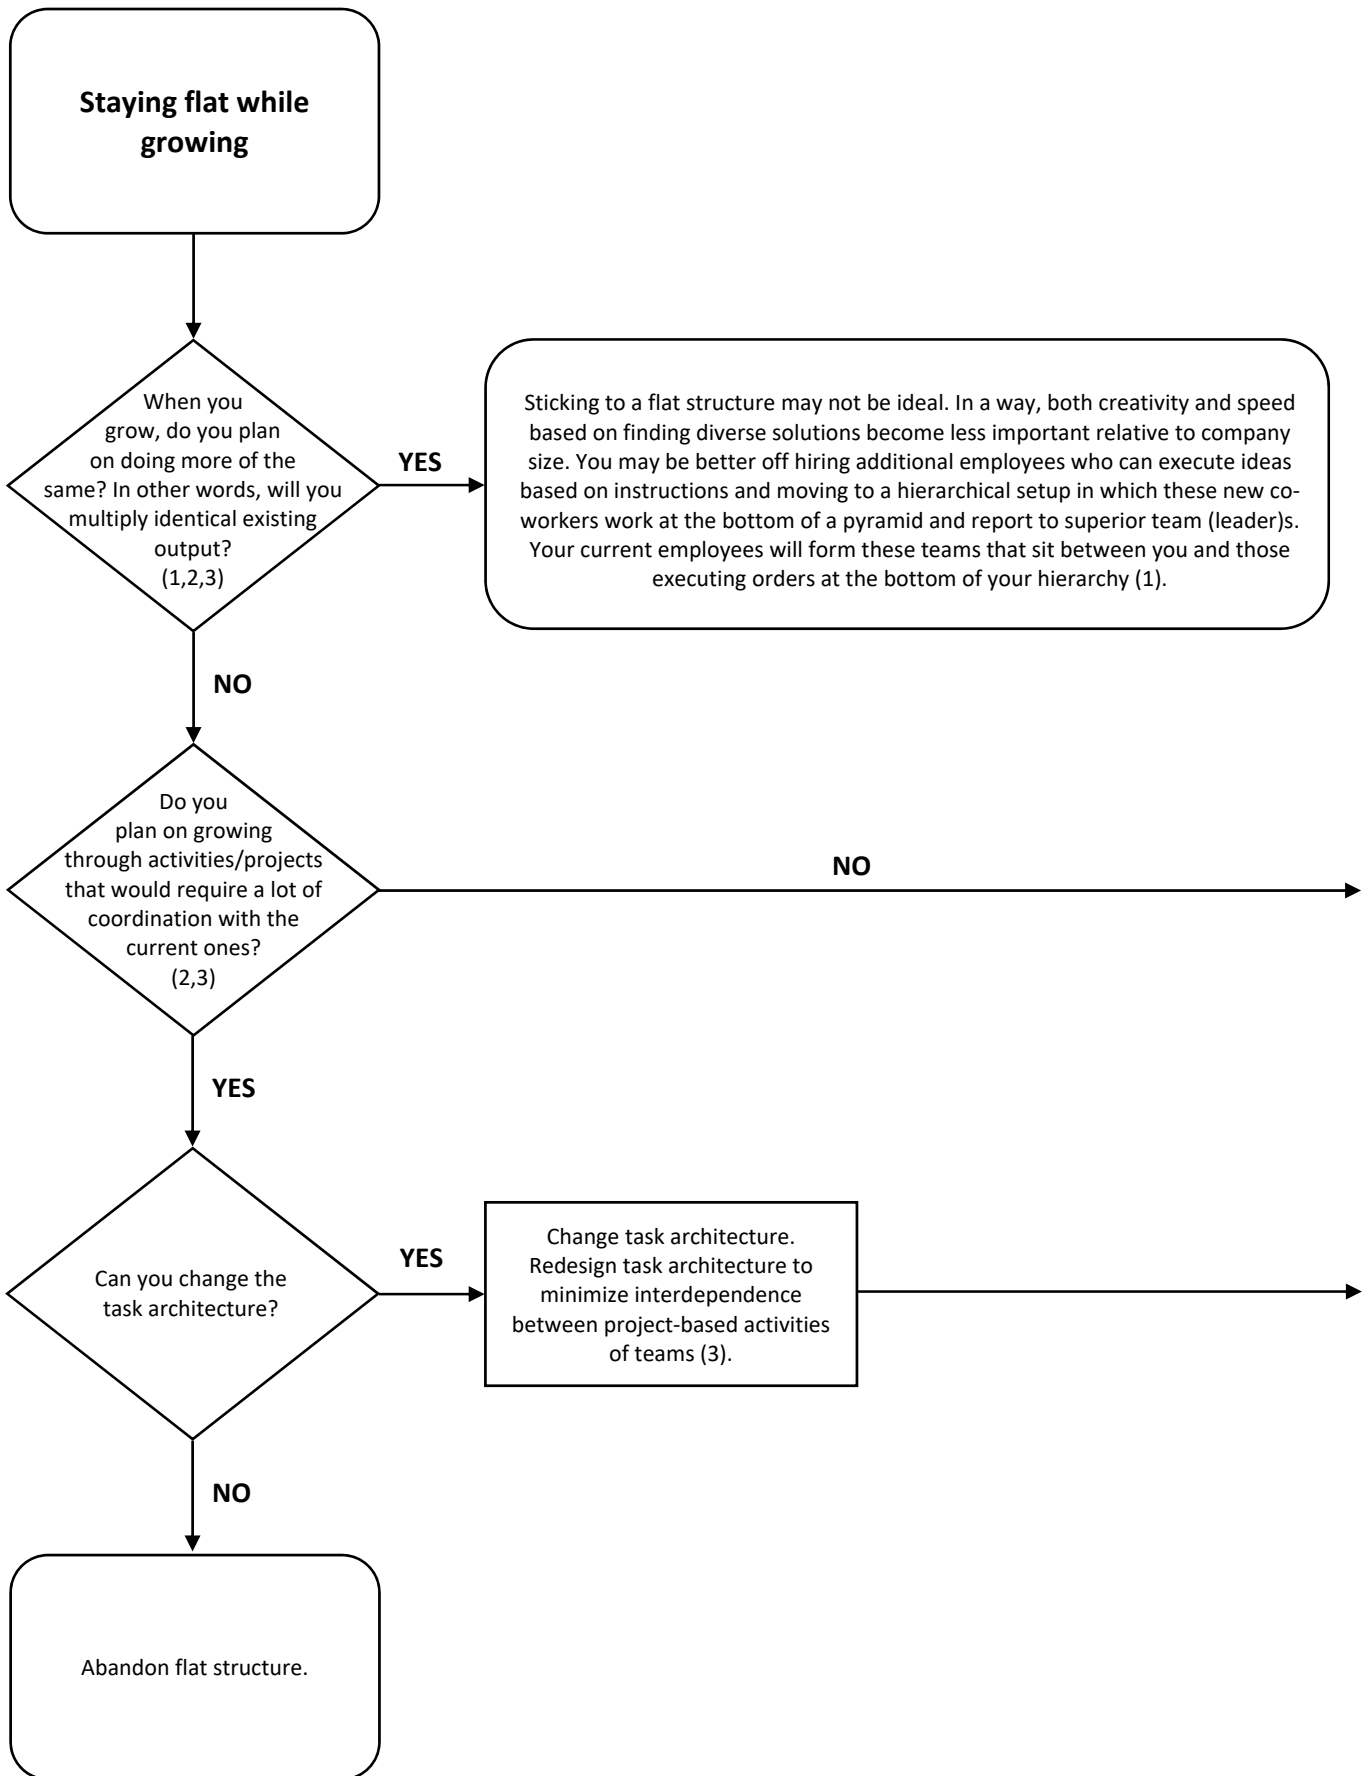 Staying flat while
growing
When you
grow, do you plan
on doing more of the
same? In other words, will you
multiply identical existing
output?
(1,2,3)
YES
Sticking to a flat structure may not be ideal. In a way, both creativity and speed
based on finding diverse solutions become less important relative to company
size. You may be better off hiring additional employees who can execute ideas
based on instructions and moving to a hierarchical setup in which these new co-
workers work at the bottom of a pyramid and report to superior team (leader)s.
Your current employees will form these teams that sit between you and those
executing orders at the bottom of your hierarchy (1).
NO
Do you
plan on growing
through activities/projects
that would require a lot of
coordination with the
current ones?
(2,3)
NO
YES
Can you change the
task architecture?
YES
Change task architecture.
Redesign task architecture to
minimize interdependence
between project-based activities
of teams (3).
NO
Abandon flat structure.